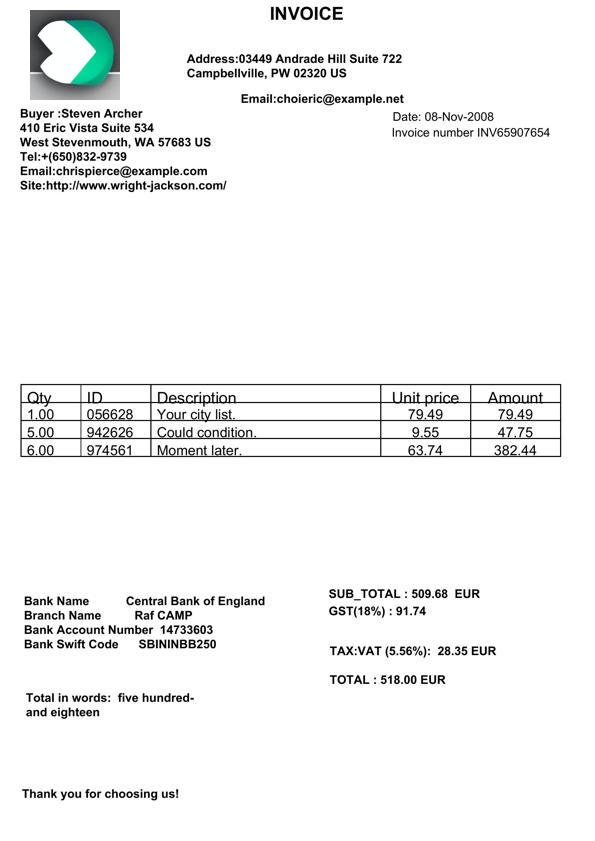 INVOICE
Address:03449 Andrade Hill Suite 722
Campbellville, PW 02320 US
Email:choieric@example.net
Buyer :Steven Archer
410 Eric Vista Suite 534
West Stevenmouth, WA 57683 US
Tel:+(650)832-9739
Email:chrispierce@example.com
Site:http://www.wright-jackson.com/
Date: 08-Nov-2008
Invoice number INV65907654
Qty ID Description Unit price Amount
1.00 056628 Your city list. 79.49 79.49
5.00 942626 Could condition. 9.55 47.75
6.00 974561 Moment later. 63.74 382.44
SUB_TOTAL : 509.68 EUR
GST(18%) : 91.74
TAX:VAT (5.56%): 28.35 EUR
TOTAL : 518.00 EUR
Bank Name Central Bank of England
Branch Name Raf CAMP
Bank Account Number 14733603
Bank Swift Code SBININBB250
Total in words: five hundred-
and eighteen
Thank you for choosing us!